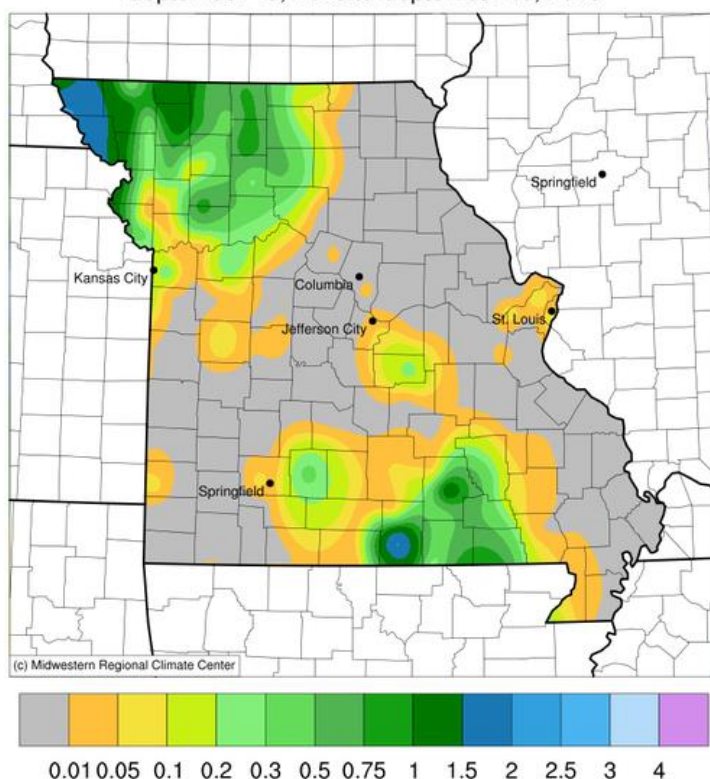 Springfield
Kansas City
Columbia
St. Louis
Jefferson City
Springfield
(c) Midwestern Regional Climate Center
0.01 0.05 0.1 0.2 0.3 0.5 0.75 1 1.5 2 2.5 3 4